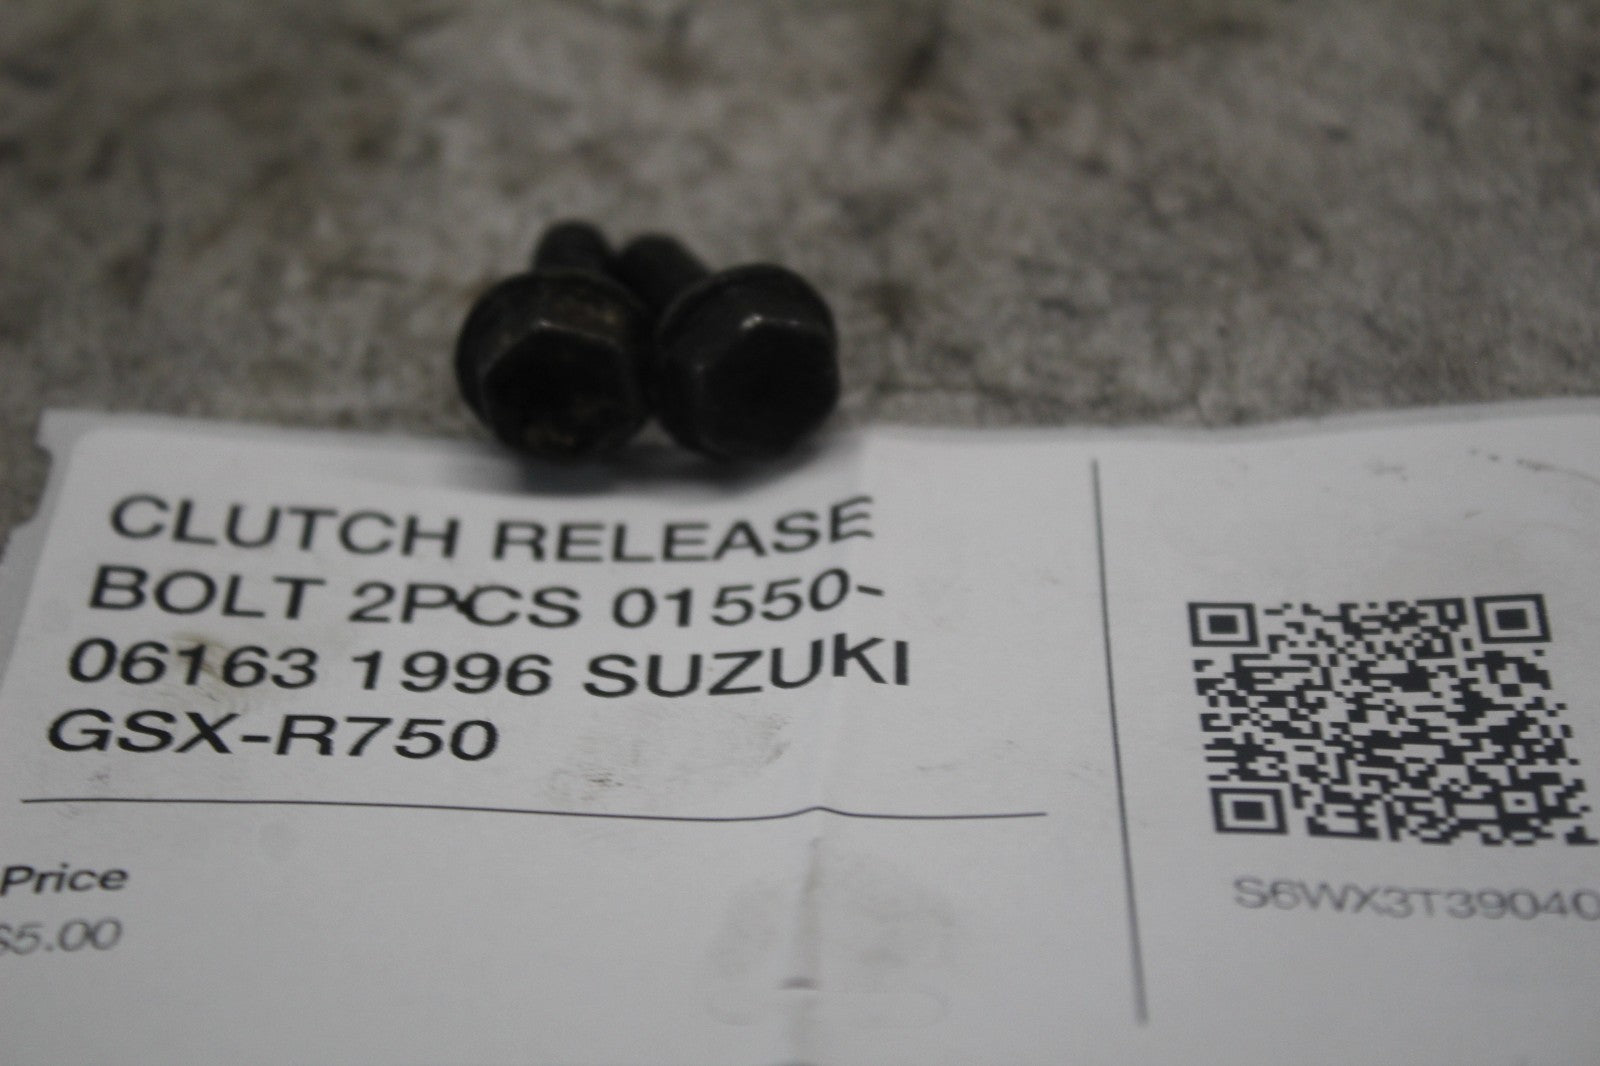 CLUTCH RELEASE
BOLT 2PCS 01550-
06163 1996 SUZUKI
GSX-R750
Price
$5.00
S6WX3T39040